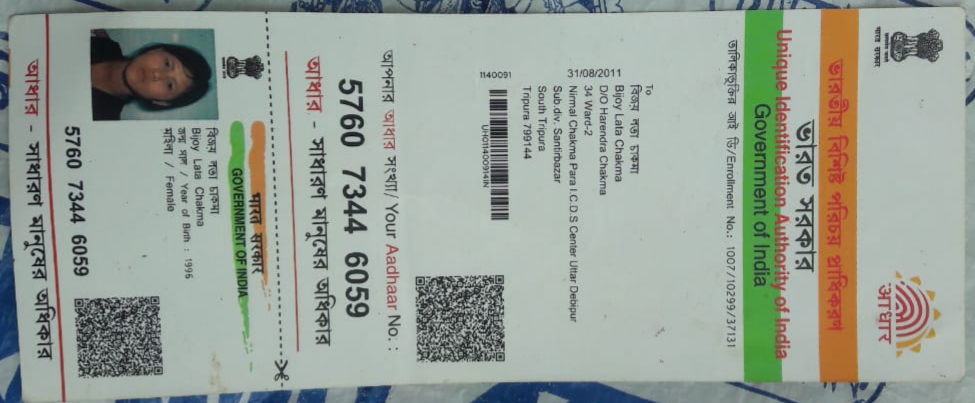 भारत सरकार
आधार
ভারতীয় বিশিষ্ট পরিচয় প্রাধিকরণ
ভারত সরকার
Unique Identification Authority of India
Government of India
তালিকাভূক্তির আই ডি/Enrollment No.: 1007/10299/37131
To
বিজয় লতা চাকমা
Bijoy Lata Chakma
D/O Harendra Chakma
34 Ward-2
Nirmal Chakma Para I.C.D.S Center Uttar Debipur
Sub.div. Santirbazar
South Tripura
Tripura 799144
31/08/2011
1140091
UH011400914IN
আপনার আধার সংখ্যা/ Your Aadhaar No. :
5760 7344 6059
আধার - সাধারণ মানুষের অধিকার
भारत सरकार
GOVERNMENT OF INDIA
বিজয় লতা চাকমা
Bijoy Lata Chakma
জন্ম সাল / Year of Birth : 1996
মহিলা / Female
5760 7344 6059
আধার - সাধারণ মানুষের অধিকার